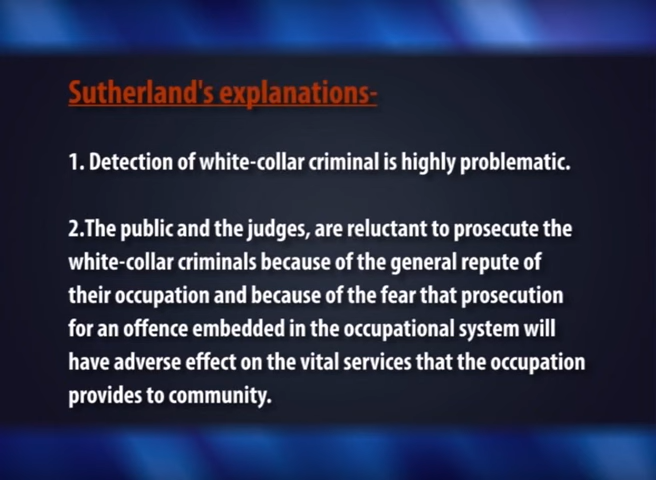 Sutherland's explanations-
1. Detection of white-collar criminal is highly problematic.
2.The public and the judges, are reluctant to prosecute the
white-collar criminals because of the general repute of
their occupation and because of the fear that prosecution
for an offence embedded in the occupational system will
have adverse effect on the vital services that the occupation
provides to community.